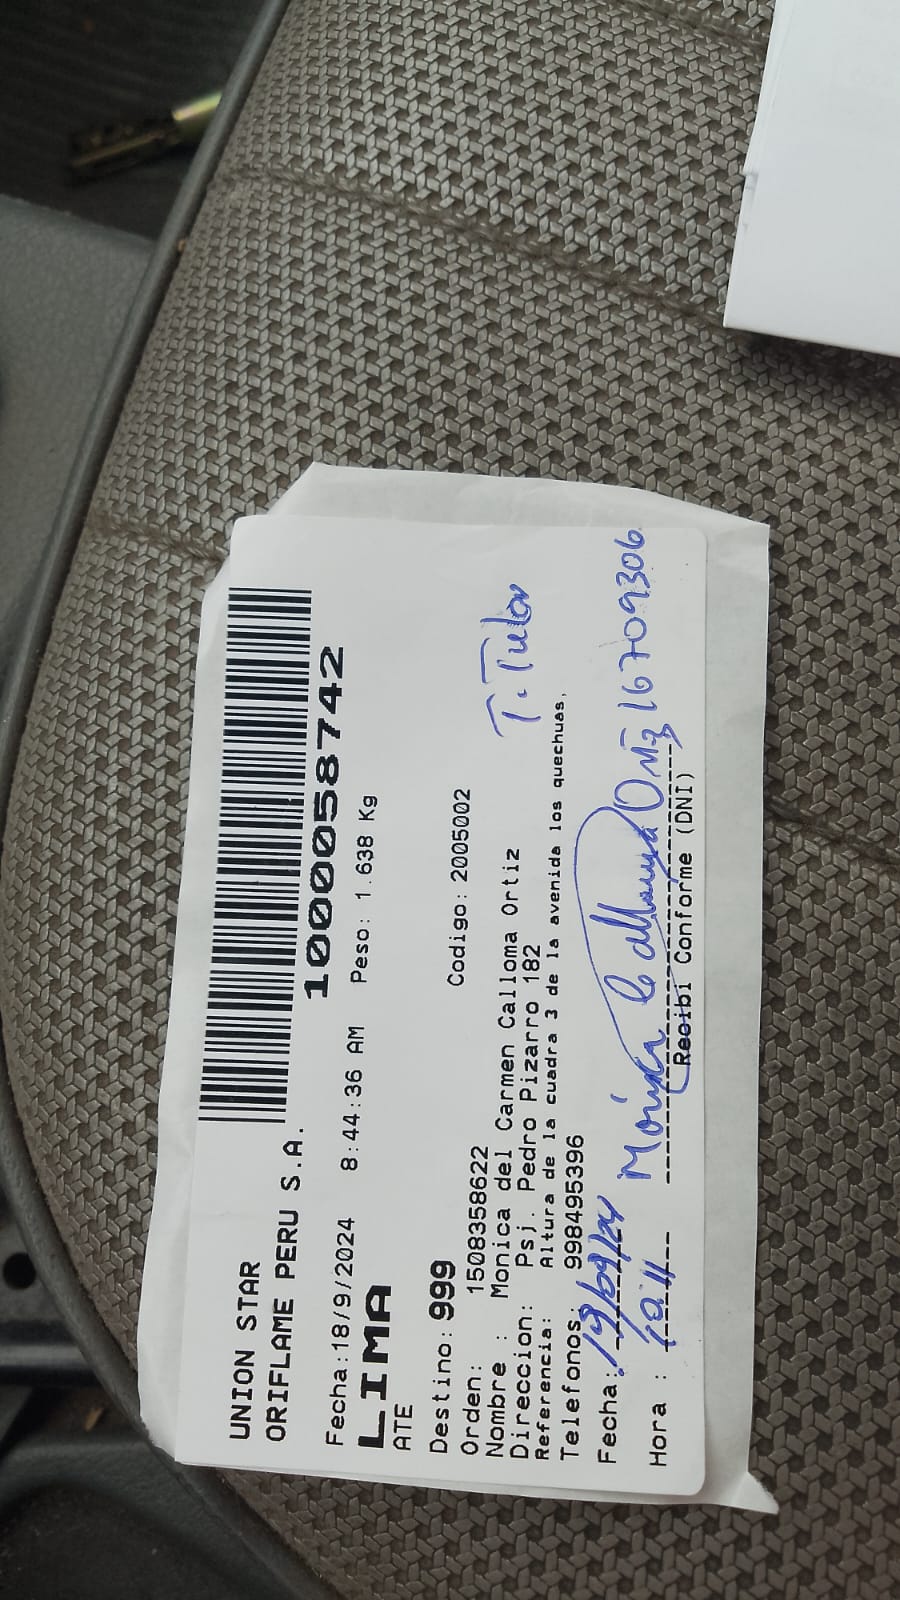 UNION STAR
ORIFLAME PERU S.A.
1000058742
Fecha:18/9/2024 8:44:36 AM Peso: 1.638 Kg
LIMA
ATE
Destino: 999
Orden: 1508358622 Codigo: 2005002
Nombre : Monica del Carmen Calloma Ortiz
Direccion: Psj. Pedro Pizarro 182
T. Tular
Referencia: Altura de la cuadra 3 de la avenida los quechuas,
Telefonos: 998495396
Fecha: 19/09/24 Mónica Calloma Ortiz 16709306
Hora :
Recibi Conforme (DNI)